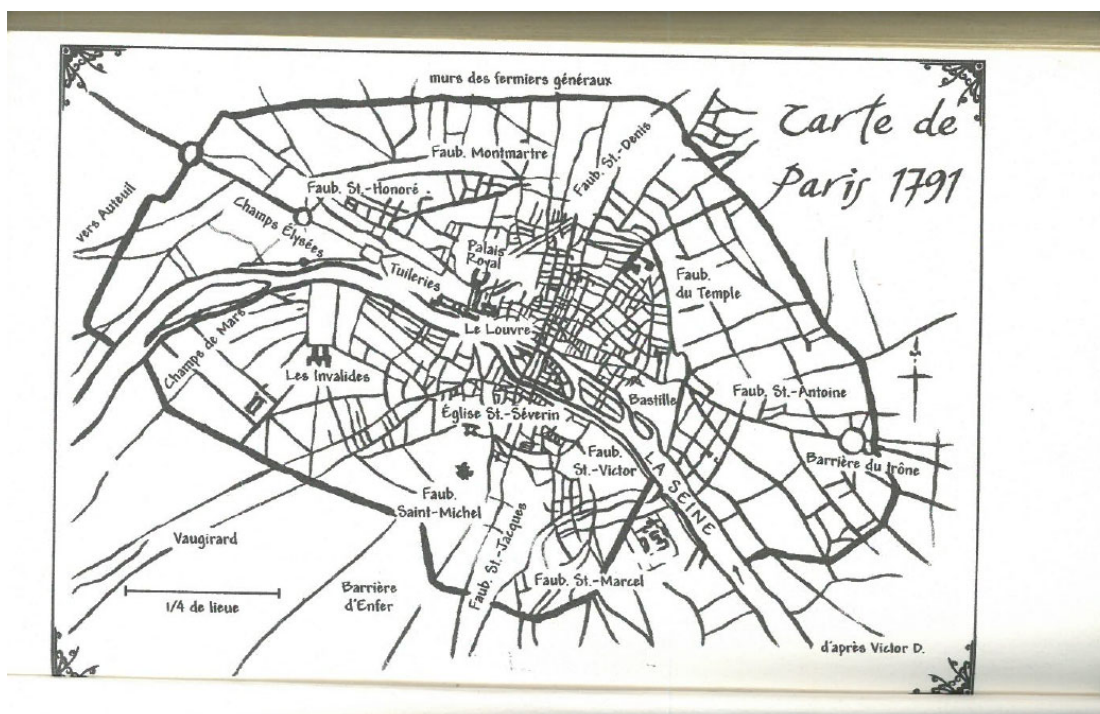 murs des fermiers généraux
Carte de
Paris 1791
Faub. Montmartre
Faub. St.-Denis
Faub. St.-Honoré
vers Auteuil
Champs Élysées
Palais
Royal
Tuileries
Faub.
du Temple
Le Louvre
Champs de Mars
Les Invalides
Faub. St.-Antoine
Bastille
Église St.-Séverin
Faub.
St.-Victor
LA SEINE
Barrière du Trône
Faub.
Saint-Michel
Faub. St.-Jacques
Vaugirard
Barrière
d'Enfer
Faub. St.-Marcel
1/4 de lieue
d'après Victor D.